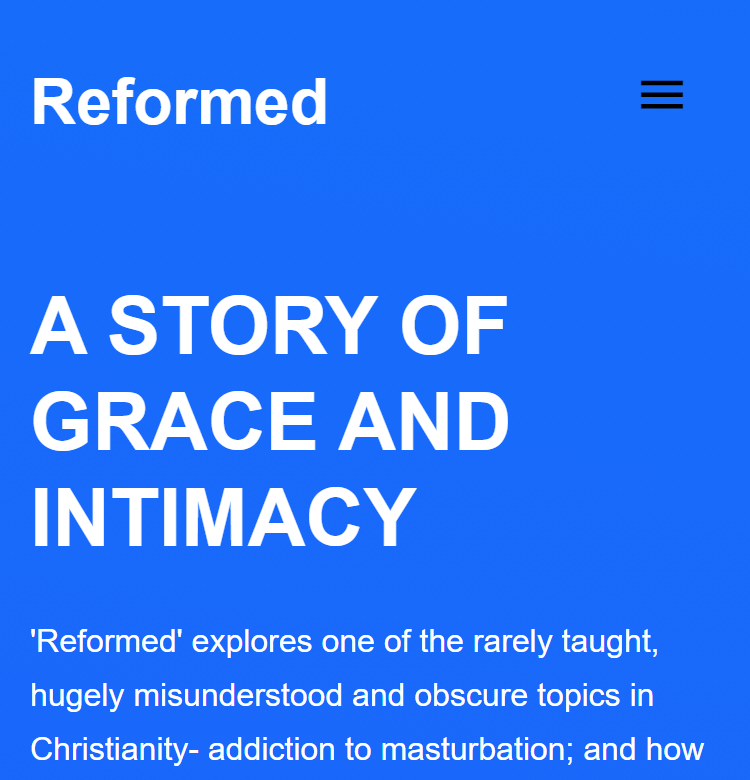 Reformed
A STORY OF
GRACE AND
INTIMACY
'Reformed' explores one of the rarely taught,
hugely misunderstood and obscure topics in
Christianity- addiction to masturbation; and how